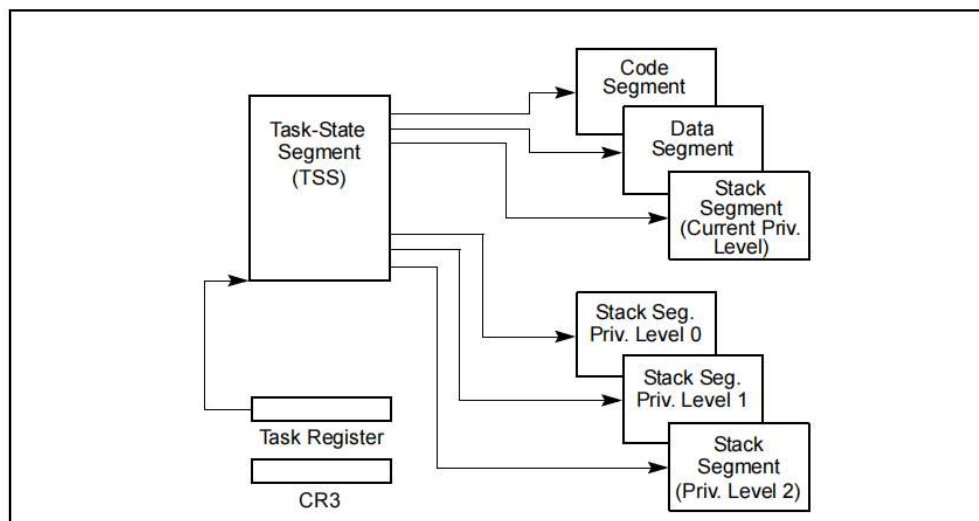 Code
Segment
Task-State
Segment
(TSS)
Data
Segment
Stack
Segment
(Current Priv.
Level)
Stack Seg.
Priv. Level 0
Stack Seg.
Priv. Level 1
Task Register
Stack
Segment
(Priv. Level 2)
CR3